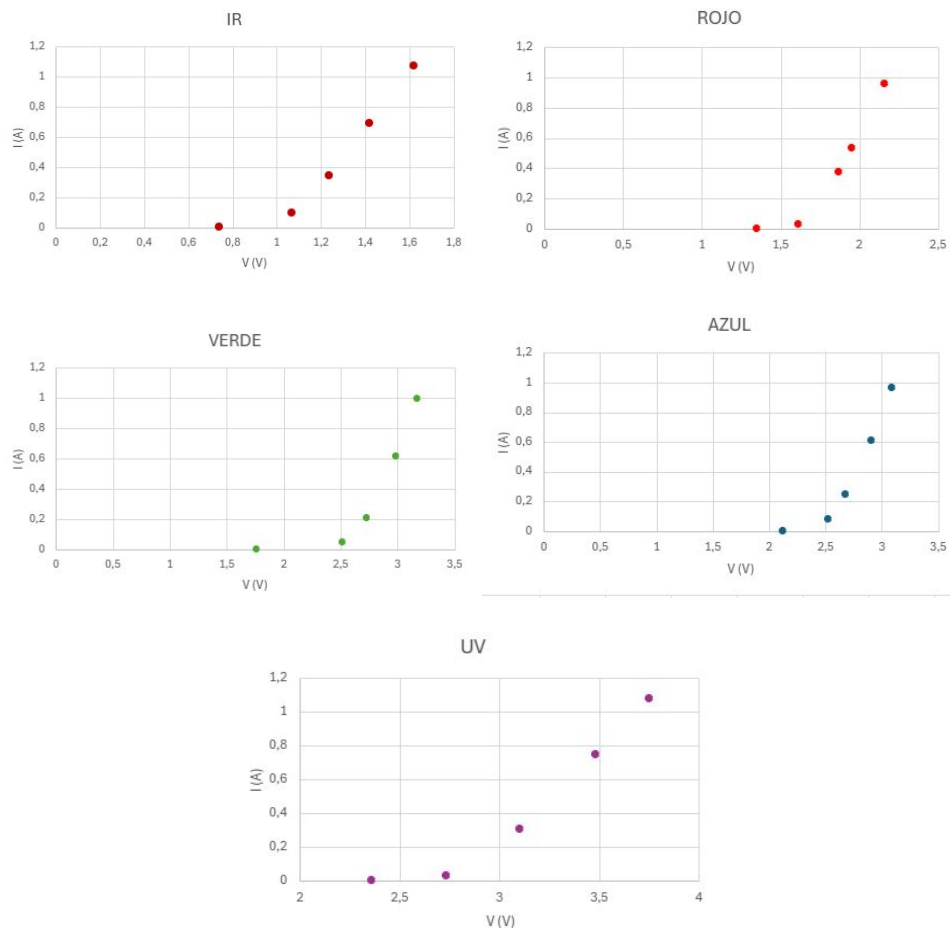 IR
1,2
1
0,8
0,6
0,4
0,2
0
I (A)
0 0,2 0,4 0,6 0,8 1 1,2 1,4 1,6 1,8
V (V)
ROJO
1,2
1
0,8
0,6
0,4
0,2
0
I (A)
0 0,5 1 1,5 2 2,5
V (V)
VERDE
1,2
1
0,8
0,6
0,4
0,2
0
I (A)
0 0,5 1 1,5 2 2,5 3 3,5
V (V)
AZUL
1,2
1
0,8
0,6
0,4
0,2
0
I (A)
0 0,5 1 1,5 2 2,5 3 3,5
V (V)
UV
1,2
1
0,8
0,6
0,4
0,2
0
I (A)
2 2,5 3 3,5 4
V (V)